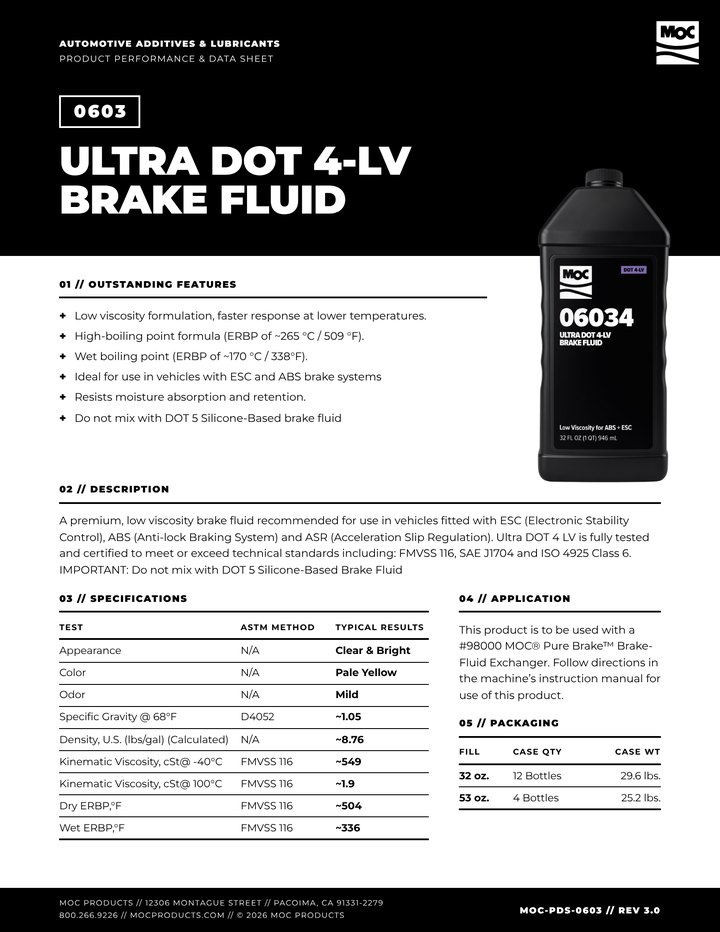 AUTOMOTIVE ADDITIVES & LUBRICANTS
PRODUCT PERFORMANCE & DATA SHEET
MOC
0603
ULTRA DOT 4-LV
BRAKE FLUID
MOC
DOT 4-LV
06034
ULTRA DOT 4-LV
BRAKE FLUID
Low Viscosity for ABS + ESC
32 FL OZ (1 QT) 946 mL
01 // OUTSTANDING FEATURES
+ Low viscosity formulation, faster response at lower temperatures.
+ High-boiling point formula (ERBP of ~265 °C / 509 °F).
+ Wet boiling point (ERBP of ~170 °C / 338°F).
+ Ideal for use in vehicles with ESC and ABS brake systems
+ Resists moisture absorption and retention.
+ Do not mix with DOT 5 Silicone-Based brake fluid
02 // DESCRIPTION
A premium, low viscosity brake fluid recommended for use in vehicles fitted with ESC (Electronic Stability
Control), ABS (Anti-lock Braking System) and ASR (Acceleration Slip Regulation). Ultra DOT 4 LV is fully tested
and certified to meet or exceed technical standards including: FMVSS 116, SAE J1704 and ISO 4925 Class 6.
IMPORTANT: Do not mix with DOT 5 Silicone-Based Brake Fluid
03 // SPECIFICATIONS
TEST ASTM METHOD TYPICAL RESULTS
Appearance N/A Clear & Bright
Color N/A Pale Yellow
Odor N/A Mild
Specific Gravity @ 68°F D4052 ~1.05
Density, U.S. (lbs/gal) (Calculated) N/A ~8.76
Kinematic Viscosity, cSt@ -40°C FMVSS 116 ~549
Kinematic Viscosity, cSt@ 100°C FMVSS 116 ~1.9
Dry ERBP,°F FMVSS 116 ~504
Wet ERBP,°F FMVSS 116 ~336
04 // APPLICATION
This product is to be used with a
#98000 MOC® Pure Brake™ Brake-
Fluid Exchanger. Follow directions in
the machine's instruction manual for
use of this product.
05 // PACKAGING
FILL CASE QTY CASE WT
32 oz. 12 Bottles 29.6 lbs.
53 oz. 4 Bottles 25.2 lbs.
MOC PRODUCTS // 12306 MONTAGUE STREET // PACOIMA, CA 91331-2279
800.266.9226 // MOCPRODUCTS.COM // © 2026 MOC PRODUCTS
MOC-PDS-0603 // REV 3.0